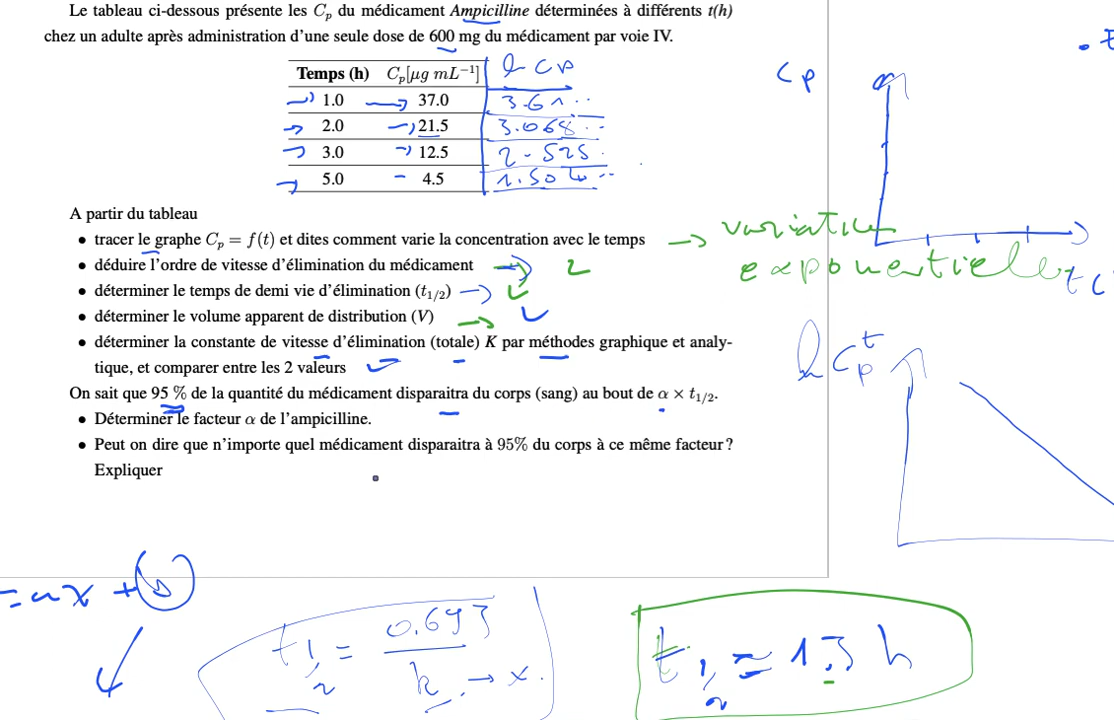 Le tableau ci-dessous présente les Cp du médicament Ampicilline déterminées à différents t(h)
chez un adulte après administration d'une seule dose de 600 mg du médicament par voie IV.
Temps (h) Cp[µg mL−1] ln Cp
1.0 37.0 3.61...
2.0 21.5 3.068...
3.0 12.5 2.525.
5.0 4.5 1.504...
Cp
A partir du tableau
• tracer le graphe Cp = f(t) et dites comment varie la concentration avec le temps → variation
exponentielle t(
• déduire l'ordre de vitesse d'élimination du médicament →
• déterminer le temps de demi vie d'élimination (t1/2) →
• déterminer le volume apparent de distribution (V) →
• déterminer la constante de vitesse d'élimination (totale) K par méthodes graphique et analy-
tique, et comparer entre les 2 valeurs
ln Cp^t
On sait que 95 % de la quantité du médicament disparaitra du corps (sang) au bout de α × t1/2.
• Déterminer le facteur α de l'ampicilline.
• Peut on dire que n'importe quel médicament disparaitra à 95% du corps à ce même facteur ?
Expliquer
= ax + b
t1/2 = 0.693 / k → x.
t1/2 ≈ 1.3 h